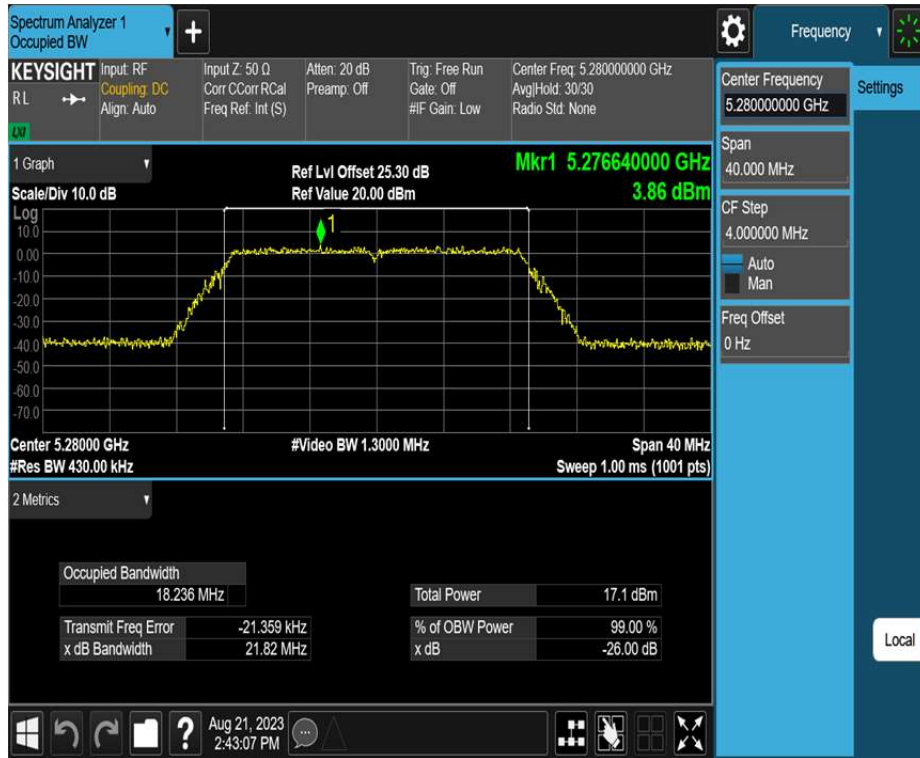 Spectrum Analyzer 1
Occupied BW
+
Frequency
KEYSIGHT
RL
LXI
Input: RF
Coupling: DC
Align: Auto
Input Z: 50 Ω
Corr CCorr RCal
Freq Ref: Int (S)
Atten: 20 dB
Preamp: Off
Trig: Free Run
Gate: Off
#IF Gain: Low
Center Freq: 5.280000000 GHz
Avg|Hold: 30/30
Radio Std: None
Center Frequency
5.280000000 GHz
Settings
Span
40.000 MHz
CF Step
4.000000 MHz
Auto
Man
Freq Offset
0 Hz
Local
1 Graph
Scale/Div 10.0 dB
Ref Lvl Offset 25.30 dB
Ref Value 20.00 dBm
Mkr1 5.276640000 GHz
3.86 dBm
Log
10.0
0.00
-10.0
-20.0
-30.0
-40.0
-50.0
-60.0
-70.0
1
Center 5.28000 GHz
#Video BW 1.3000 MHz
Span 40 MHz
#Res BW 430.00 kHz
Sweep 1.00 ms (1001 pts)
2 Metrics
Occupied Bandwidth
18.236 MHz
Total Power 17.1 dBm
Transmit Freq Error -21.359 kHz
% of OBW Power 99.00 %
x dB Bandwidth 21.82 MHz
x dB -26.00 dB
?
Aug 21, 2023
2:43:07 PM